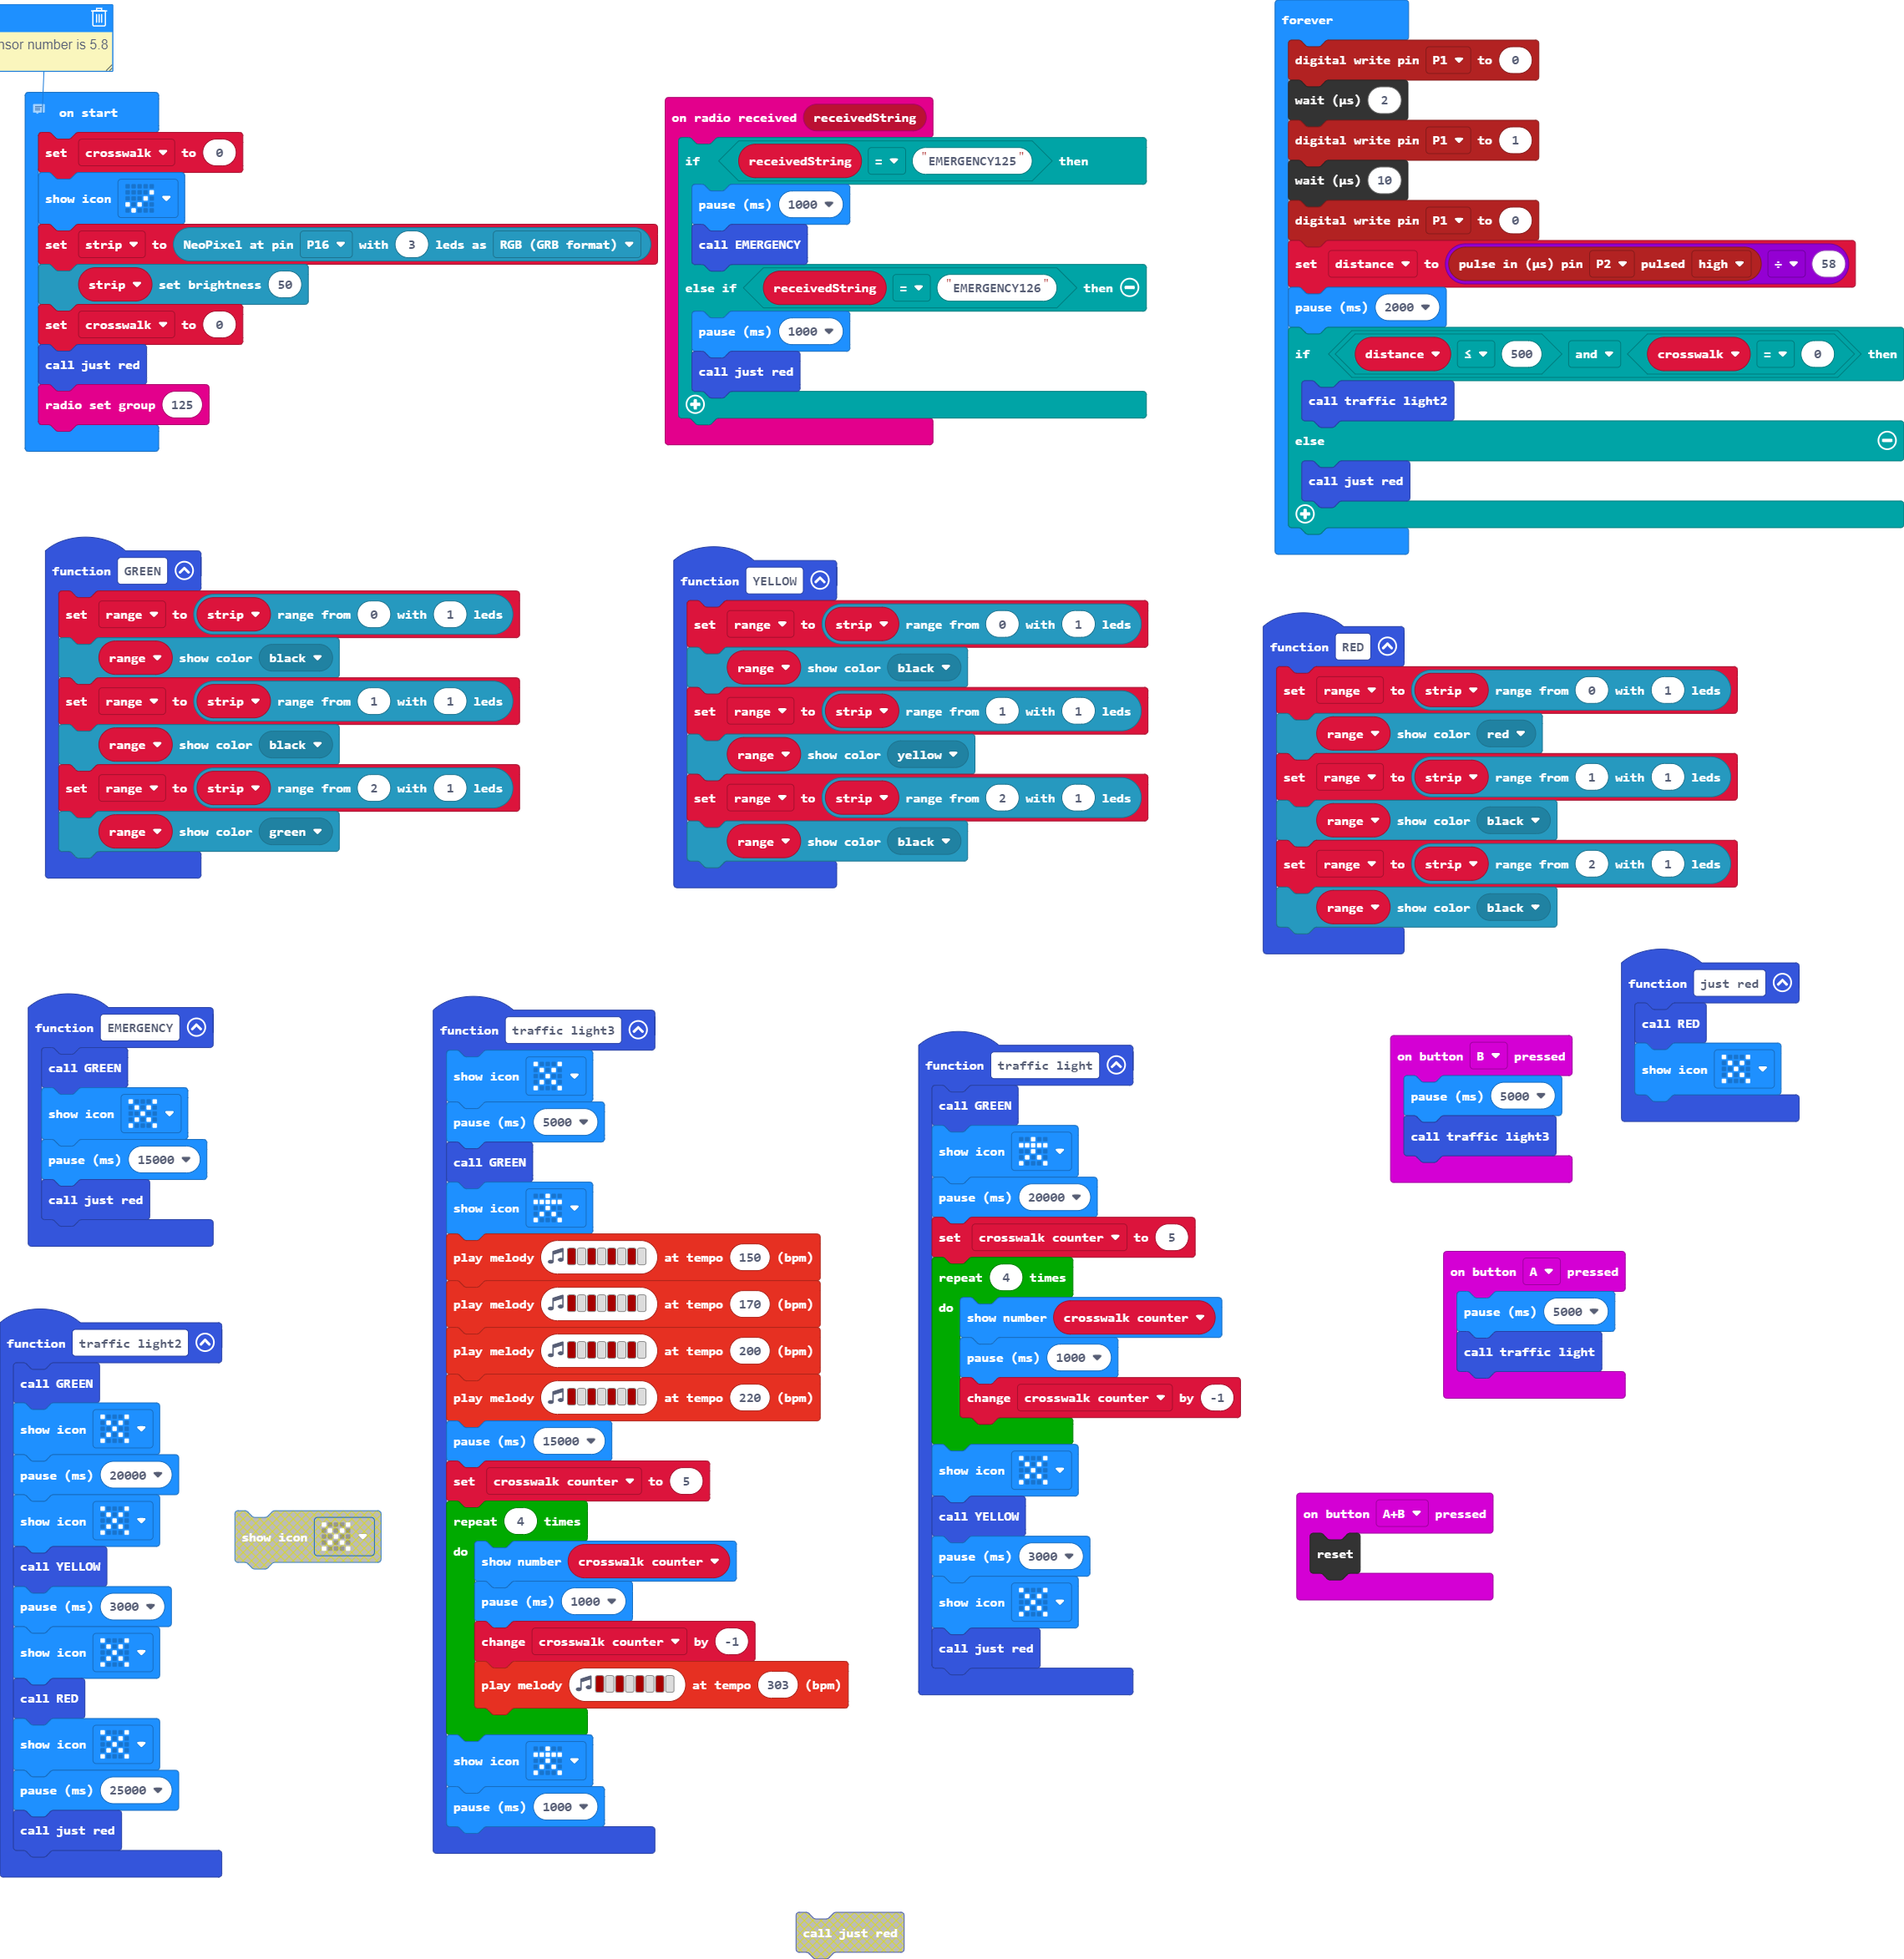 nsor number is 5.8
on start
set crosswalk to 0
show icon
set strip to NeoPixel at pin P16 with 3 leds as RGB (GRB format)
strip set brightness 50
set crosswalk to 0
call just red
radio set group 125
on radio received receivedString
if receivedString = "EMERGENCY125" then
pause (ms) 1000
call EMERGENCY
else if receivedString = "EMERGENCY126" then
pause (ms) 1000
call just red
forever
digital write pin P1 to 0
wait (µs) 2
digital write pin P1 to 1
wait (µs) 10
digital write pin P1 to 0
set distance to pulse in (µs) pin P2 pulsed high ÷ 58
pause (ms) 2000
if distance ≤ 500 and crosswalk = 0 then
call traffic light2
else
call just red
function GREEN
set range to strip range from 0 with 1 leds
range show color black
set range to strip range from 1 with 1 leds
range show color black
set range to strip range from 2 with 1 leds
range show color green
function YELLOW
set range to strip range from 0 with 1 leds
range show color black
set range to strip range from 1 with 1 leds
range show color yellow
set range to strip range from 2 with 1 leds
range show color black
function RED
set range to strip range from 0 with 1 leds
range show color red
set range to strip range from 1 with 1 leds
range show color black
set range to strip range from 2 with 1 leds
range show color black
function just red
call RED
show icon
function EMERGENCY
call GREEN
show icon
pause (ms) 15000
call just red
function traffic light3
show icon
pause (ms) 5000
call GREEN
show icon
play melody at tempo 150 (bpm)
play melody at tempo 170 (bpm)
play melody at tempo 200 (bpm)
play melody at tempo 220 (bpm)
pause (ms) 15000
set crosswalk counter to 5
repeat 4 times
do
show number crosswalk counter
pause (ms) 1000
change crosswalk counter by -1
play melody at tempo 303 (bpm)
show icon
pause (ms) 1000
function traffic light
call GREEN
show icon
pause (ms) 20000
set crosswalk counter to 5
repeat 4 times
do
show number crosswalk counter
pause (ms) 1000
change crosswalk counter by -1
show icon
call YELLOW
pause (ms) 3000
show icon
call just red
on button B pressed
pause (ms) 5000
call traffic light3
on button A pressed
pause (ms) 5000
call traffic light
on button A+B pressed
reset
function traffic light2
call GREEN
show icon
pause (ms) 20000
show icon
call YELLOW
pause (ms) 3000
show icon
call RED
show icon
pause (ms) 25000
call just red
show icon
call just red